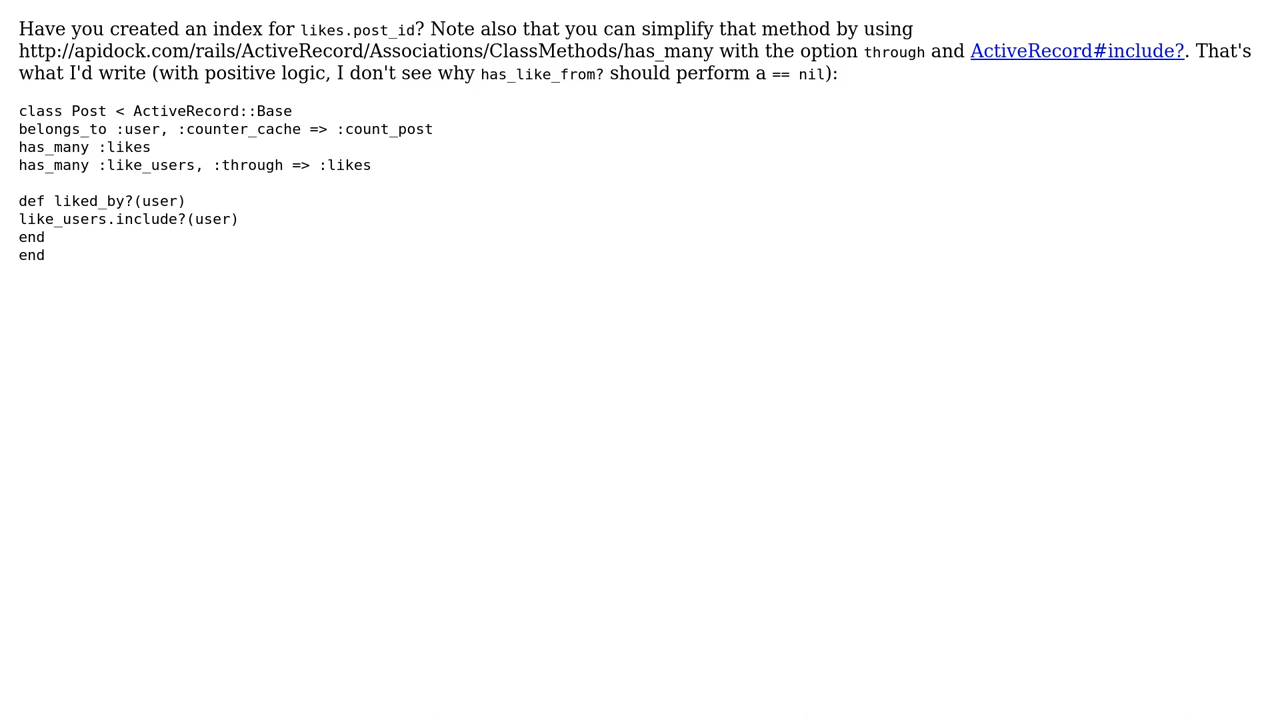 Have you created an index for likes.post_id? Note also that you can simplify that method by using
http://apidock.com/rails/ActiveRecord/Associations/ClassMethods/has_many with the option through and ActiveRecord#include?. That's
what I'd write (with positive logic, I don't see why has_like_from? should perform a == nil):
class Post < ActiveRecord::Base
belongs_to :user, :counter_cache => :count_post
has_many :likes
has_many :like_users, :through => :likes
def liked_by?(user)
like_users.include?(user)
end
end